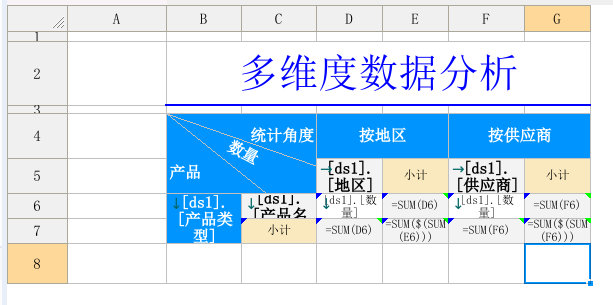 A B C D E F G
1
2
多维度数据分析
3
4
统计角度
数量
产品
按地区
按供应商
5
→[ds1].
[地区]
小计
→[ds1].
[供应商]
小计
6
↓[ds1].
[产品类
型]
↓[ds1].
[产品名
↓[ds1].[数
量]
=SUM(D6)
↓[ds1].[数
量]
=SUM(F6)
7
小计
=SUM(D6)
=SUM($(SUM(
E6)))
=SUM(F6)
=SUM($(SUM(
F6)))
8